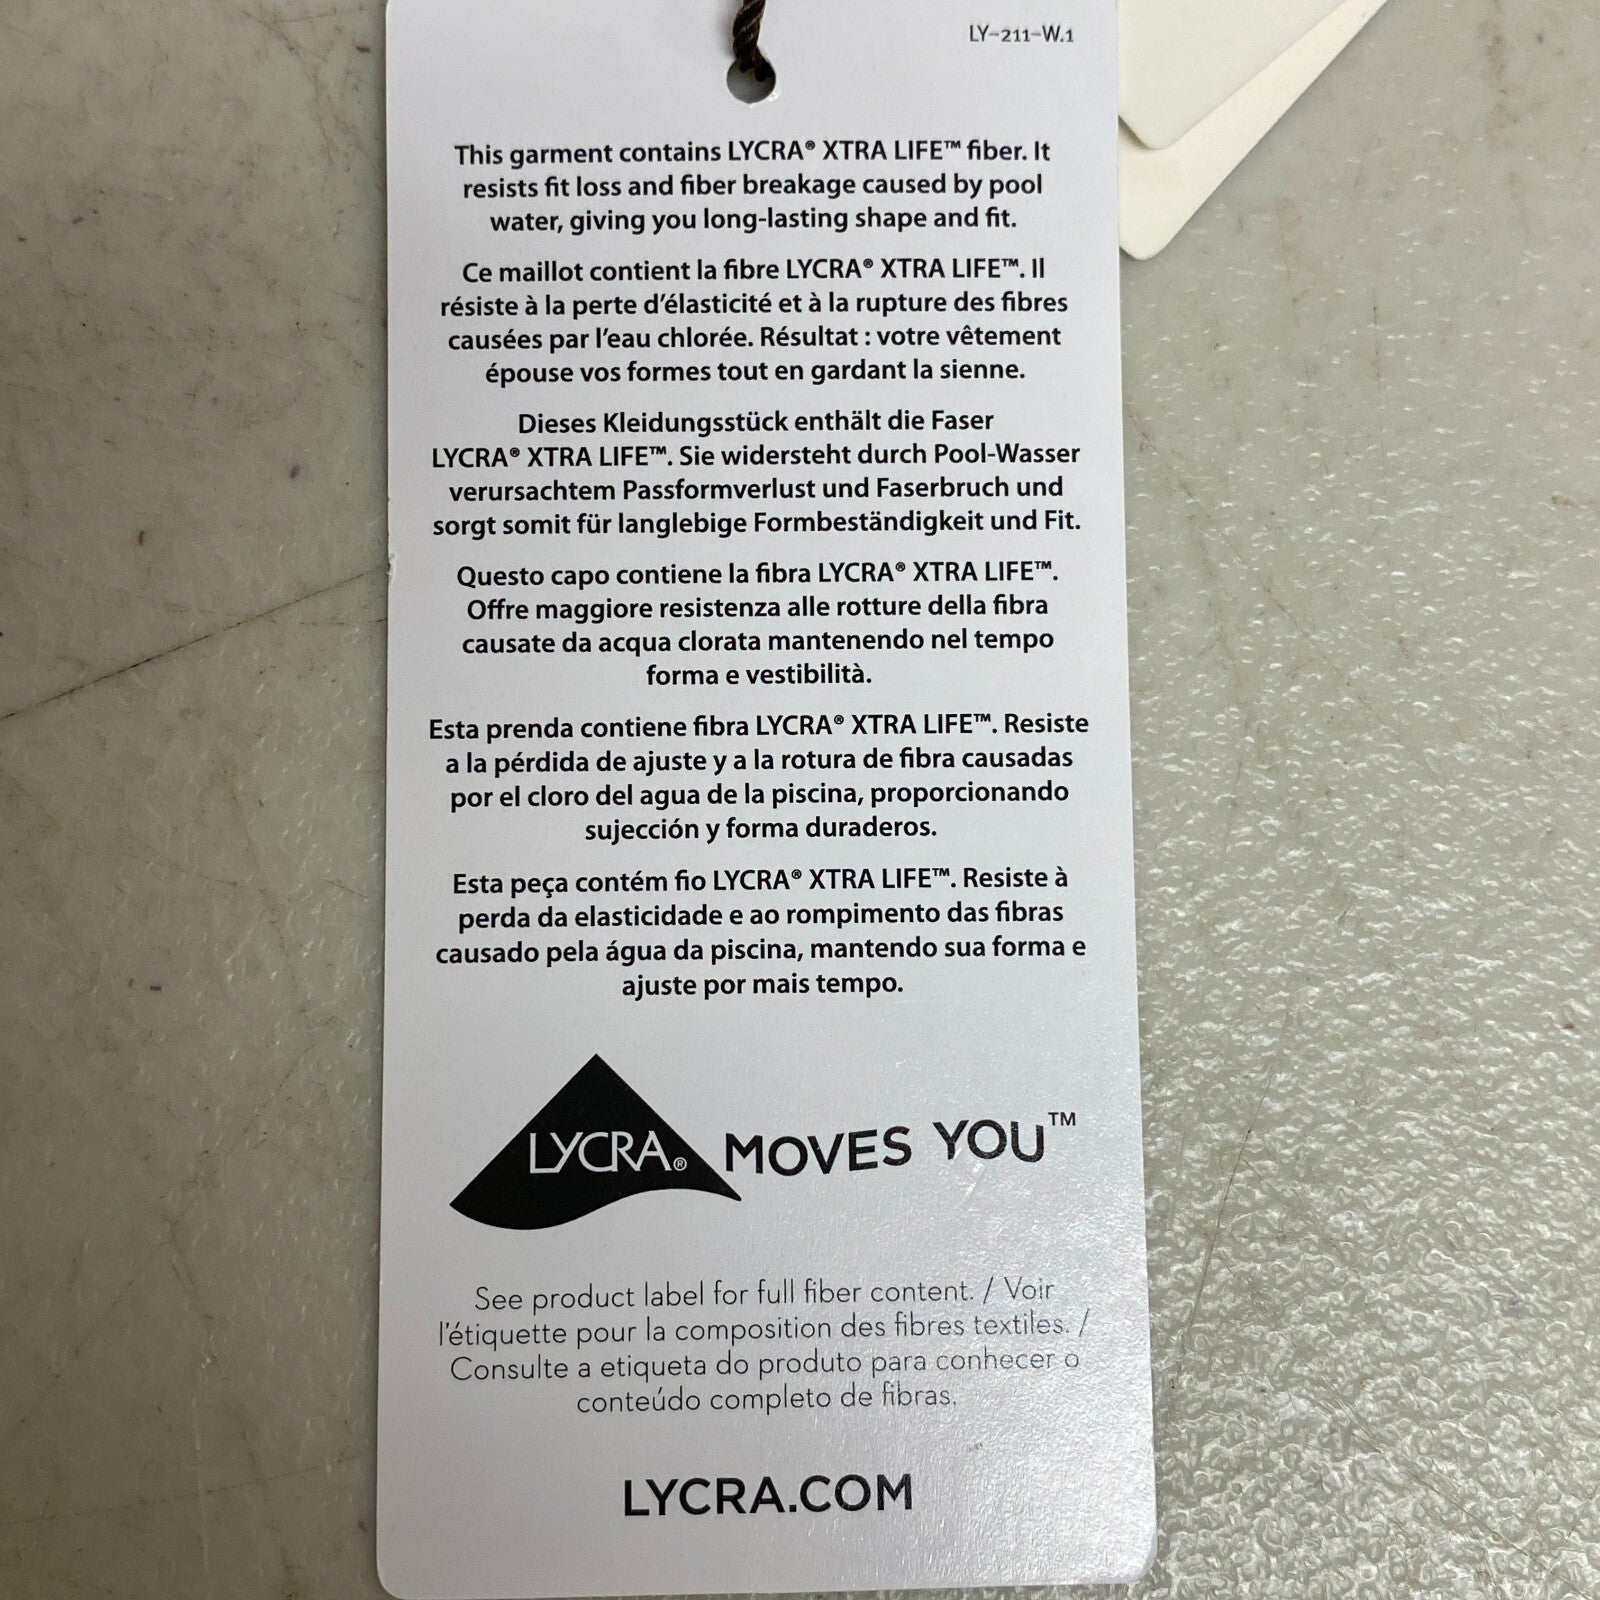 LY-211-W.1
This garment contains LYCRA® XTRA LIFE™ fiber. It
resists fit loss and fiber breakage caused by pool
water, giving you long-lasting shape and fit.
Ce maillot contient la fibre LYCRA® XTRA LIFE™. Il
résiste à la perte d'élasticité et à la rupture des fibres
causées par l'eau chlorée. Résultat : votre vêtement
épouse vos formes tout en gardant la sienne.
Dieses Kleidungsstück enthält die Faser
LYCRA® XTRA LIFE™. Sie widersteht durch Pool-Wasser
verursachtem Passformverlust und Faserbruch und
sorgt somit für langlebige Formbeständigkeit und Fit.
Questo capo contiene la fibra LYCRA® XTRA LIFE™.
Offre maggiore resistenza alle rotture della fibra
causate da acqua clorata mantenendo nel tempo
forma e vestibilità.
Esta prenda contiene fibra LYCRA® XTRA LIFE™. Resiste
a la pérdida de ajuste y a la rotura de fibra causadas
por el cloro del agua de la piscina, proporcionando
sujección y forma duraderos.
Esta peça contém fio LYCRA® XTRA LIFE™. Resiste à
perda da elasticidade e ao rompimento das fibras
causado pela água da piscina, mantendo sua forma e
ajuste por mais tempo.
LYCRA® MOVES YOU™
See product label for full fiber content. / Voir
l'étiquette pour la composition des fibres textiles. /
Consulte a etiqueta do produto para conhecer o
conteúdo completo de fibras.
LYCRA.COM